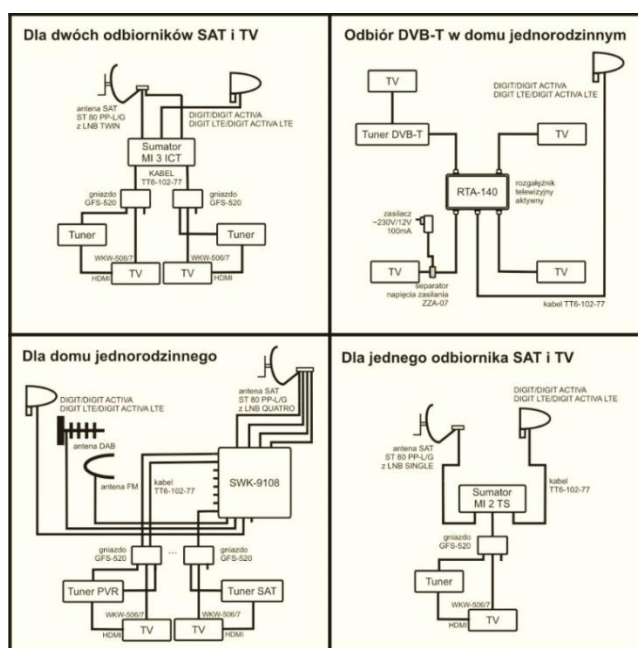 Dla dwóch odbiorników SAT i TV
antena SAT
ST 80 PP-L/G
z LNB TWIN
DIGIT/DIGIT ACTIVA
DIGIT LTE/DIGIT ACTIVA LTE
Sumator
MI 3 ICT
KABEL
TT6-102-77
gniazdo
GFS-520
gniazdo
GFS-520
Tuner
Tuner
WKW-506/7
WKW-506/7
HDMI
TV
TV
HDMI
Odbiór DVB-T w domu jednorodzinnym
DIGIT/DIGIT ACTIVA
DIGIT LTE/DIGIT ACTIVA LTE
TV
Tuner DVB-T
TV
RTA-140
rozgałęźnik
telewizyjny
aktywny
zasilacz
~230V/12V
100mA
TV
TV
separator
napięcia zasilania
ZZA-07
kabel TT6-102-77
Dla domu jednorodzinnego
antena SAT
ST 80 PP-L/G
z LNB QUATRO
DIGIT/DIGIT ACTIVA
DIGIT LTE/DIGIT ACTIVA LTE
antena DAB
antena FM
kabel
TT6-102-77
SWK-9108
gniazdo
GFS-520
...
gniazdo
GFS-520
Tuner PVR
Tuner SAT
WKW-506/7
WKW-506/7
HDMI
TV
TV
HDMI
Dla jednego odbiornika SAT i TV
DIGIT/DIGIT ACTIVA
DIGIT LTE/DIGIT ACTIVA LTE
antena SAT
ST 80 PP-L/G
z LNB SINGLE
kabel
TT6-102-77
Sumator
MI 2 TS
gniazdo
GFS-520
Tuner
WKW-506/7
HDMI
TV